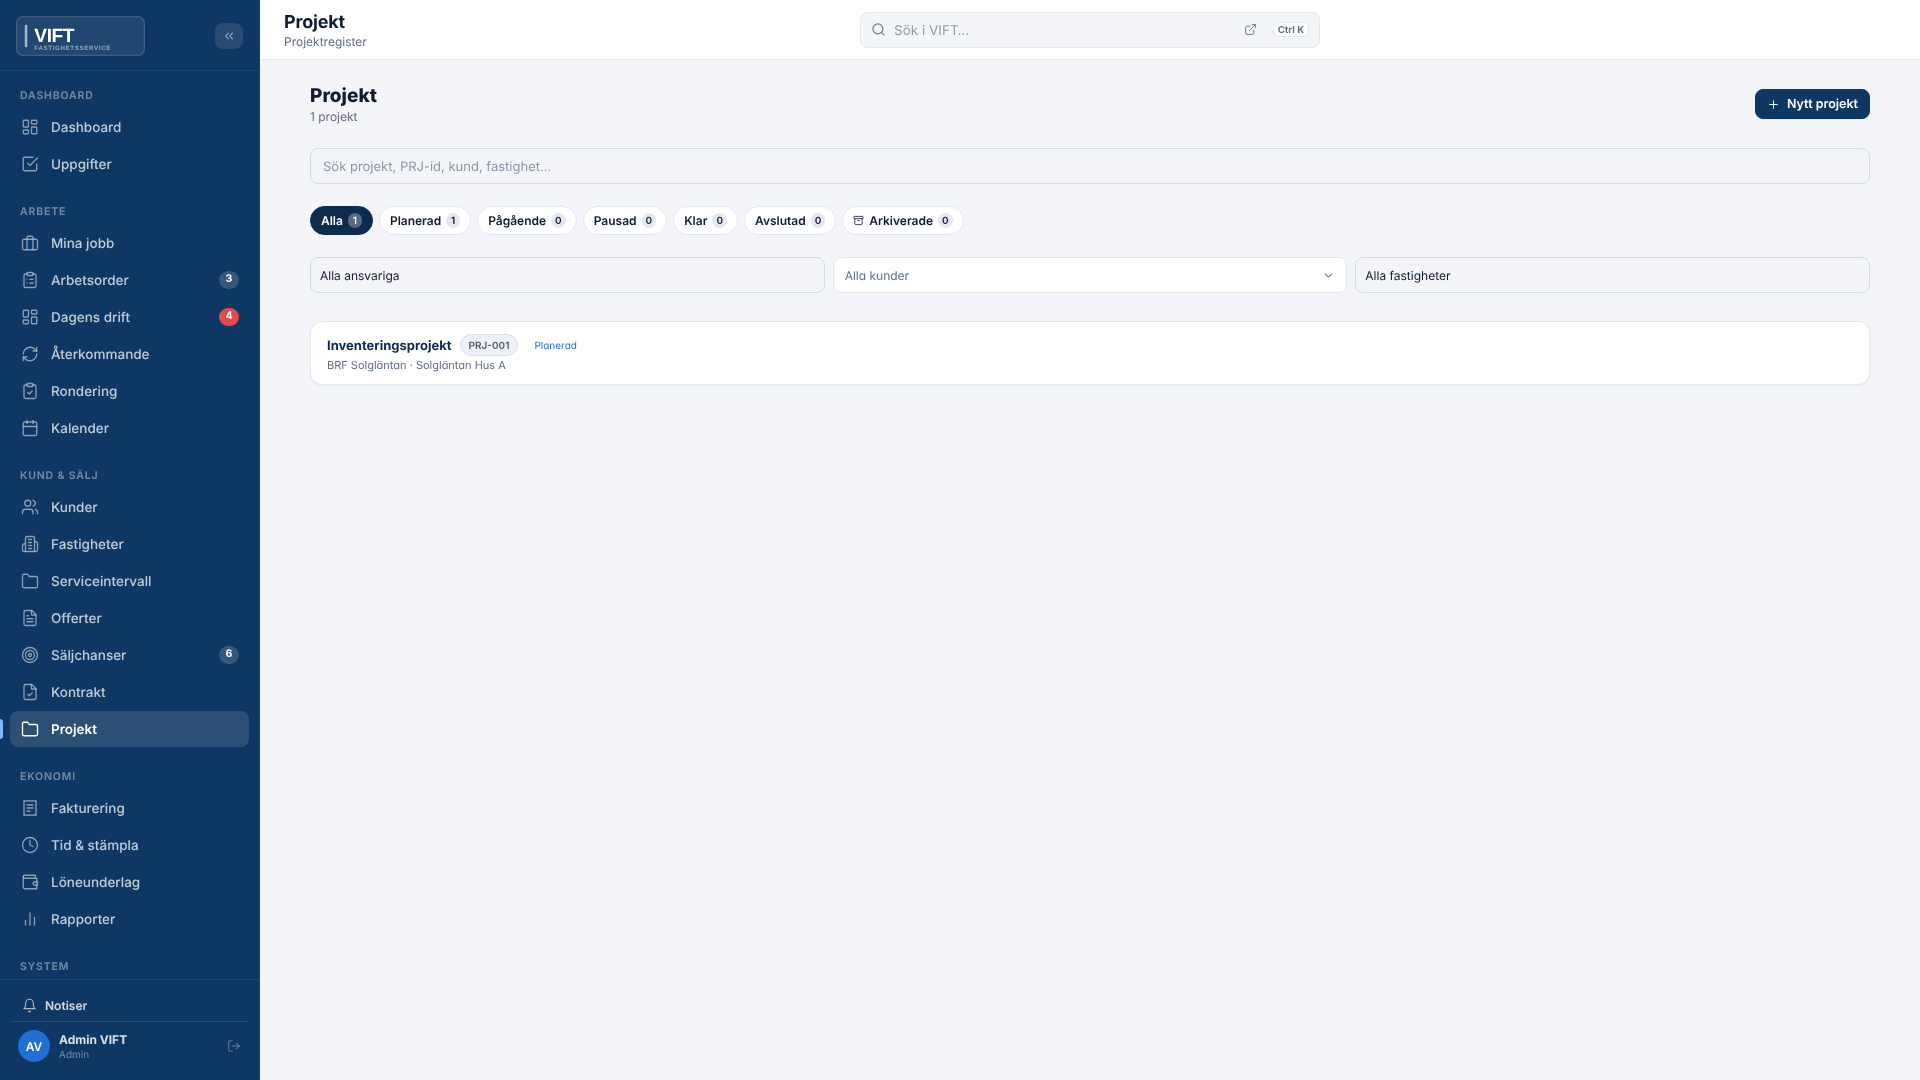 VIFT
FASTIGHETSSERVICE
DASHBOARD
Dashboard
Uppgifter
ARBETE
Mina jobb
Arbetsorder 3
Dagens drift 4
Återkommande
Rondering
Kalender
KUND & SÄLJ
Kunder
Fastigheter
Serviceintervall
Offerter
Säljchanser 6
Kontrakt
Projekt
EKONOMI
Fakturering
Tid & stämpla
Löneunderlag
Rapporter
SYSTEM
Notiser
AV Admin VIFT
Admin
Projekt
Projektregister
Sök i VIFT... Ctrl K
Projekt
1 projekt
+ Nytt projekt
Sök projekt, PRJ-id, kund, fastighet...
Alla 1 Planerad 1 Pågående 0 Pausad 0 Klar 0 Avslutad 0 Arkiverade 0
Alla ansvariga Alla kunder Alla fastigheter
Inventeringsprojekt PRJ-001 Planerad
BRF Solgläntan · Solgläntan Hus A